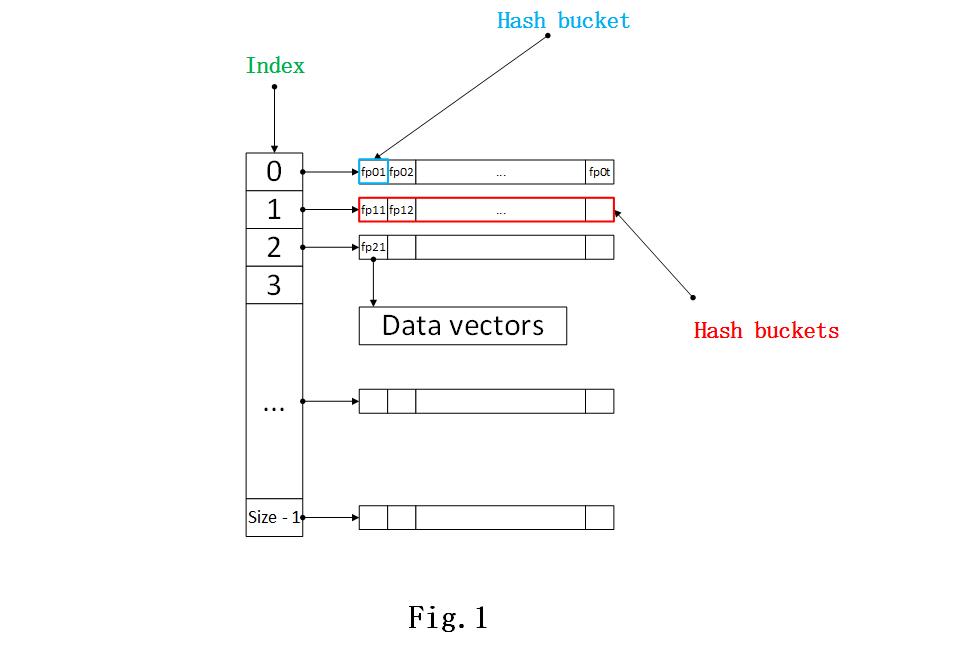 Hash bucket
Index
0
fp01 fp02 ... fp0t
1
fp11 fp12 ...
2
fp21
3
Data vectors
Hash buckets
...
Size - 1
Fig.1